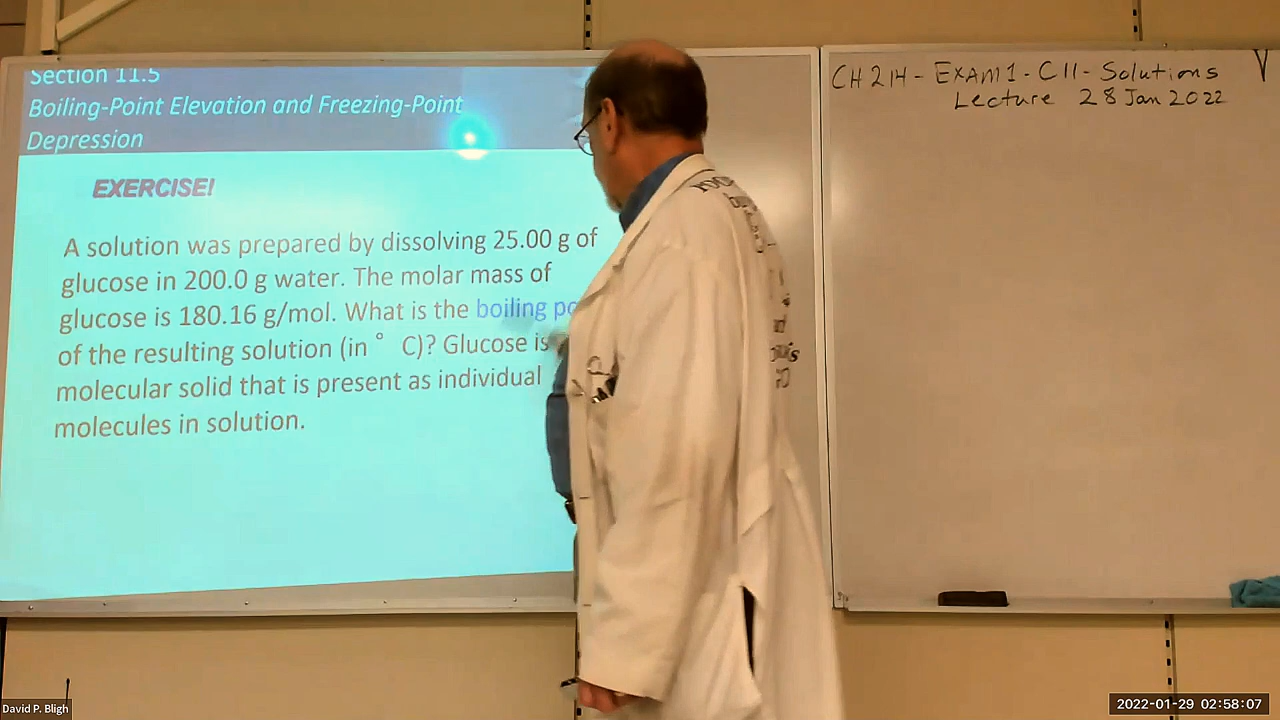 Section 11.5
Boiling-Point Elevation and Freezing-Point
Depression
EXERCISE!
A solution was prepared by dissolving 25.00 g of
glucose in 200.0 g water. The molar mass of
glucose is 180.16 g/mol. What is the boiling po
of the resulting solution (in ° C)? Glucose is
molecular solid that is present as individual
molecules in solution.
CH 214 - EXAM 1 - C11 - Solutions
Lecture 28 Jan 2022
David P. Bligh
2022-01-29 02:58:07